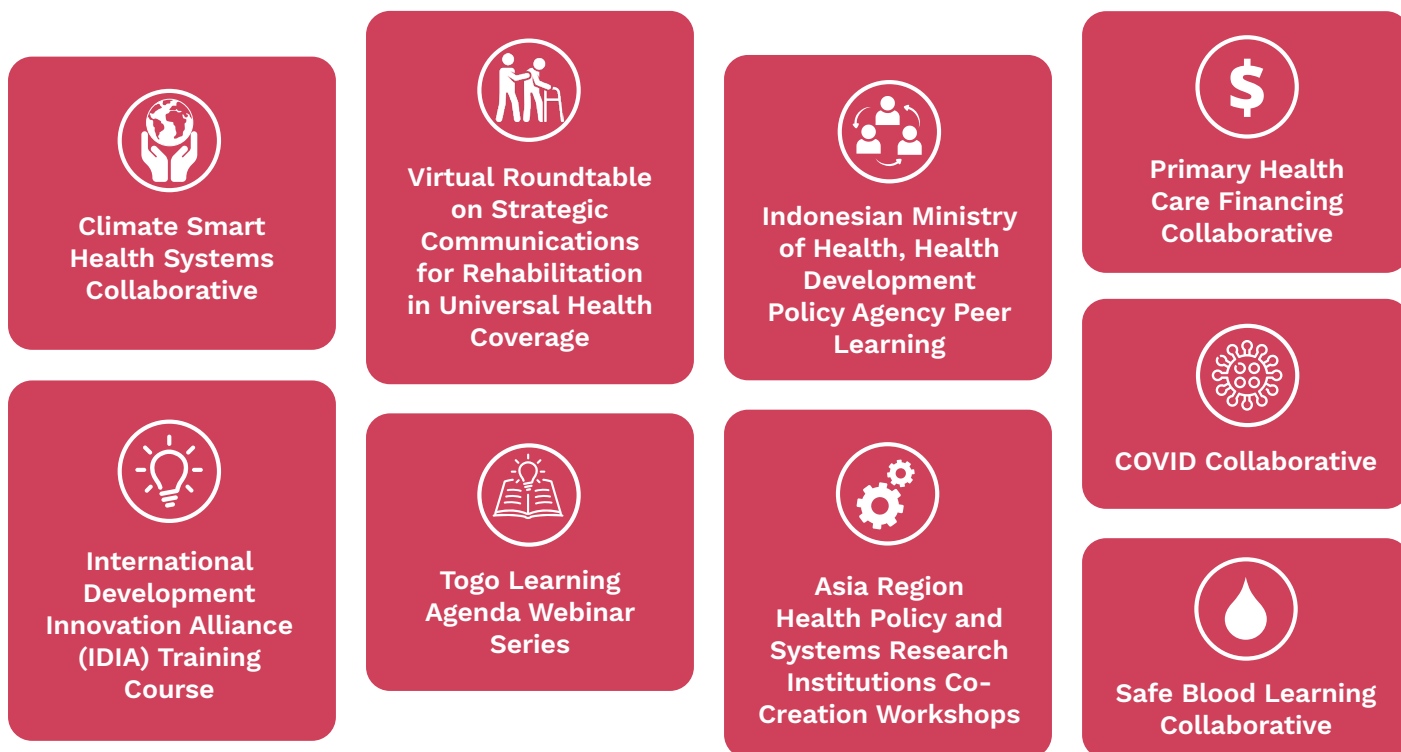 Climate Smart
Health Systems
Collaborative
International
Development
Innovation Alliance
(IDIA) Training
Course
Virtual Roundtable
on Strategic
Communications
for Rehabilitation
in Universal Health
Coverage
Togo Learning
Agenda Webinar
Series
Indonesian Ministry
of Health, Health
Development
Policy Agency Peer
Learning
Asia Region
Health Policy and
Systems Research
Institutions Co-
Creation Workshops
$
Primary Health
Care Financing
Collaborative
COVID Collaborative
Safe Blood Learning
Collaborative